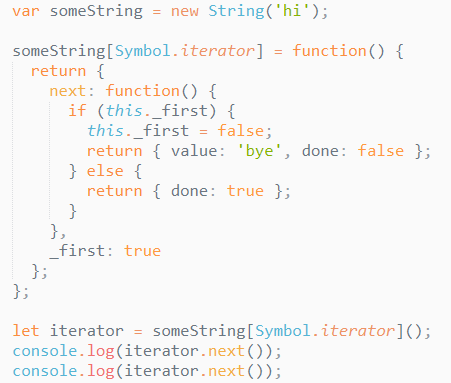 var someString = new String('hi');

someString[Symbol.iterator] = function() {
  return {
    next: function() {
      if (this._first) {
        this._first = false;
        return { value: 'bye', done: false };
      } else {
        return { done: true };
      }
    },
    _first: true
  };
};

let iterator = someString[Symbol.iterator]();
console.log(iterator.next());
console.log(iterator.next());